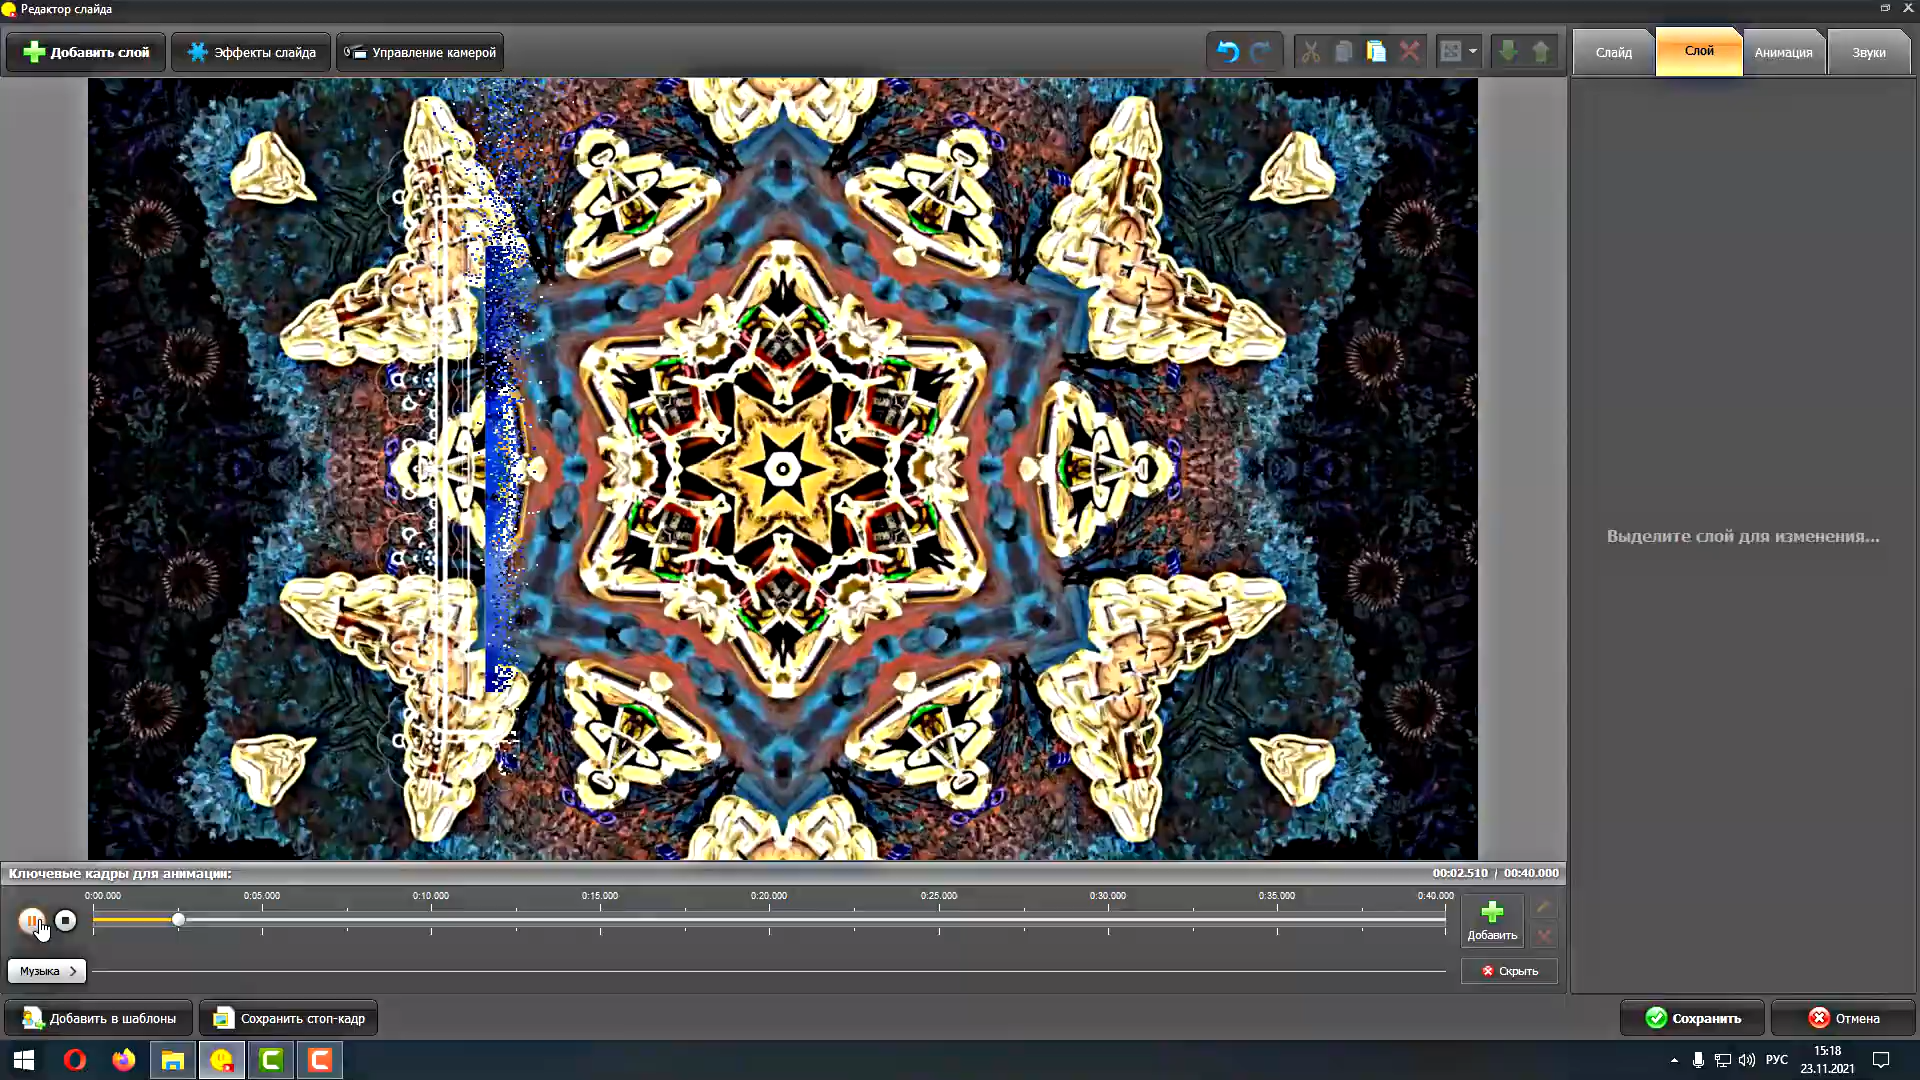 Редактор слайда
Добавить слой
Эффекты слайда
Управление камерой
Слайд
Слой
Анимация
Звуки
Выделите слой для изменения...
Ключевые кадры для анимации:
00:02.510 / 00:40.000
0:00.000
0:05.000
0:10.000
0:15.000
0:20.000
0:25.000
0:30.000
0:35.000
0:40.000
Добавить
Музыка
Скрыть
Добавить в шаблоны
Сохранить стоп-кадр
Сохранить
Отмена
РУС
15:18
23.11.2021